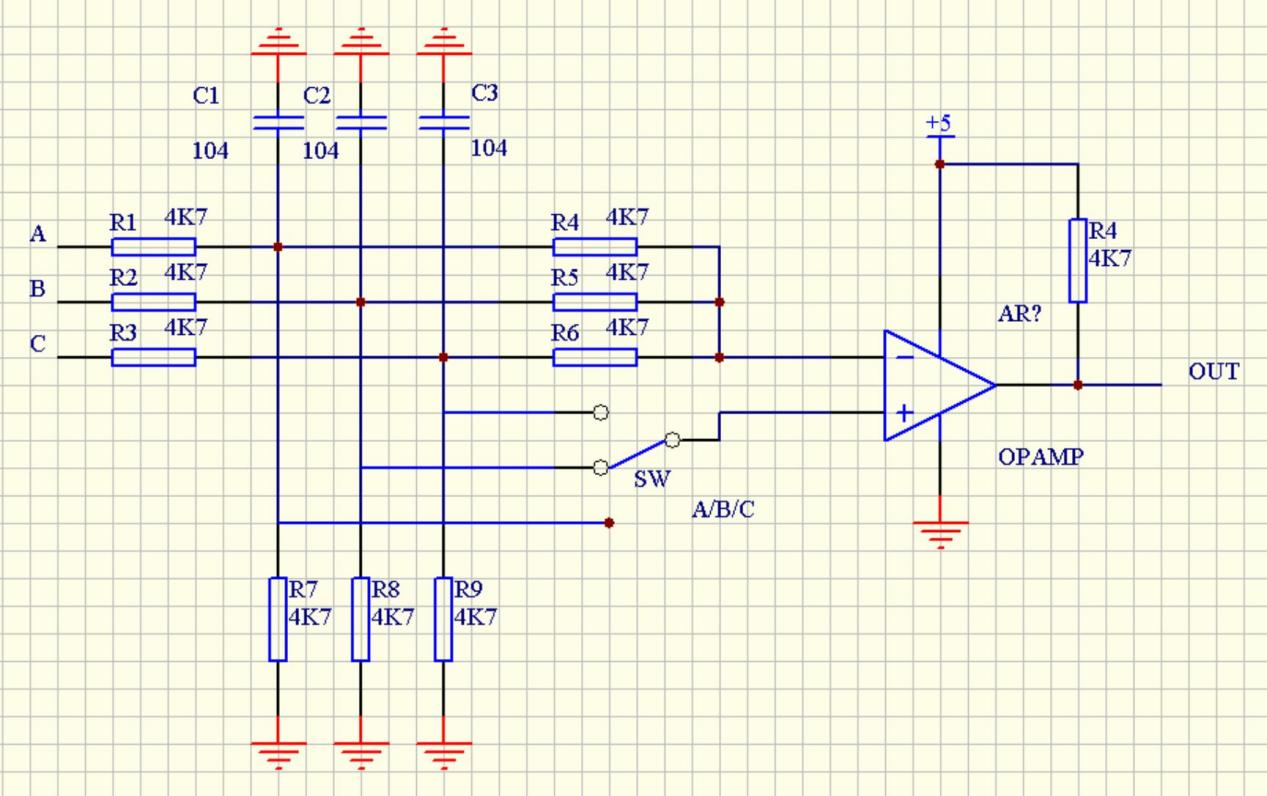 C1
C2
C3
104
104
104
+5
A
R1 4K7
R4 4K7
R4
4K7
B
R2 4K7
R5 4K7
C
R3 4K7
R6 4K7
AR?
−
OUT
+
OPAMP
SW
A/B/C
R7
4K7
R8
4K7
R9
4K7